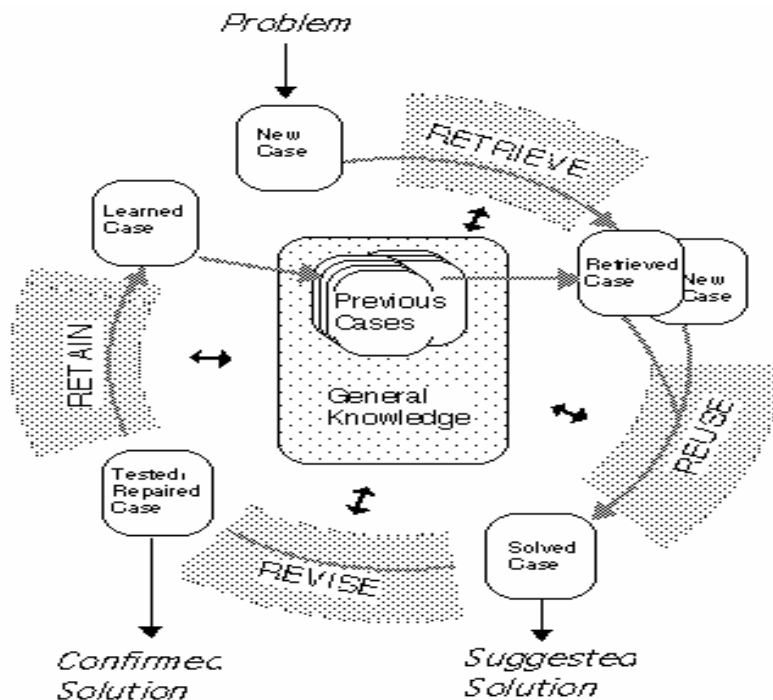 Problem
New
Case
RETRIEVE
Learned
Case
Retrieved
Case
New
Case
Previous
Cases
General
Knowledge
RETAIN
REUSE
Tested/
Repaired
Case
REVISE
Solved
Case
Confirmed
Solution
Suggested
Solution